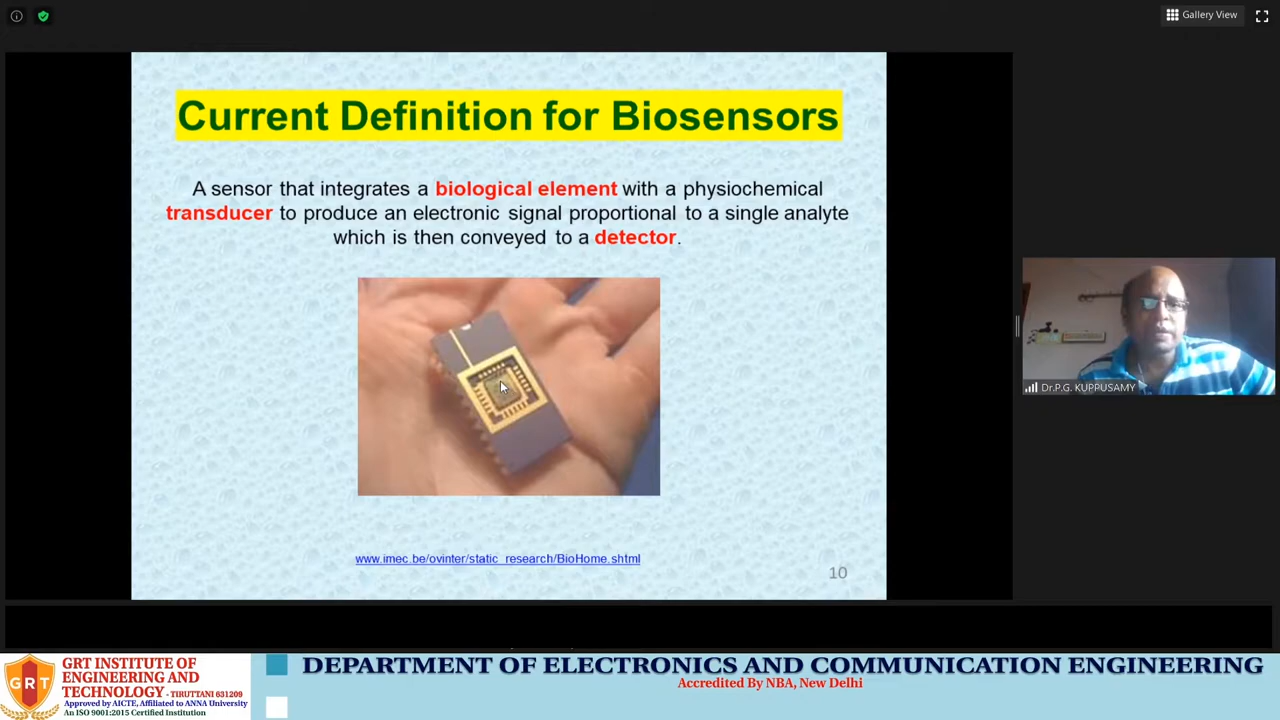 Gallery View
Current Definition for Biosensors
A sensor that integrates a biological element with a physiochemical
transducer to produce an electronic signal proportional to a single analyte
which is then conveyed to a detector.
Dr.P.G. KUPPUSAMY
www.imec.be/ovinter/static_research/BioHome.shtml
10
GRT
GRT INSTITUTE OF
ENGINEERING AND
TECHNOLOGY - TIRUTTANI 631209
Approved by AICTE, Affiliated to ANNA University
An ISO 9001:2015 Certified Institution
DEPARTMENT OF ELECTRONICS AND COMMUNICATION ENGINEERING
Accredited By NBA, New Delhi